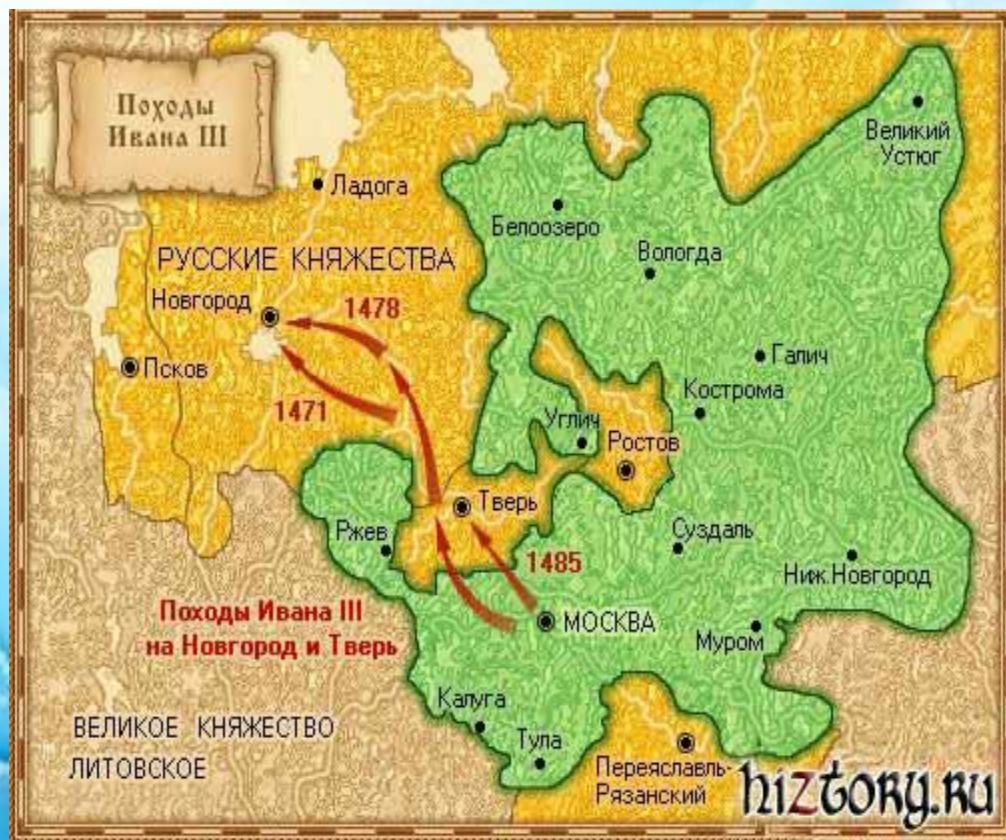 Походы
Ивана III
Ладога
Великий
Устюг
Белоозеро
Вологда
РУССКИЕ КНЯЖЕСТВА
Новгород
1478
Псков
Галич
1471
Кострома
Углич
Ростов
Тверь
Ржев
Суздаль
1485
Ниж.Новгород
Походы Ивана III
на Новгород и Тверь
МОСКВА
Муром
Калуга
ВЕЛИКОЕ КНЯЖЕСТВО
ЛИТОВСКОЕ
Тула
Переяславль-
Рязанский
hiztory.ru